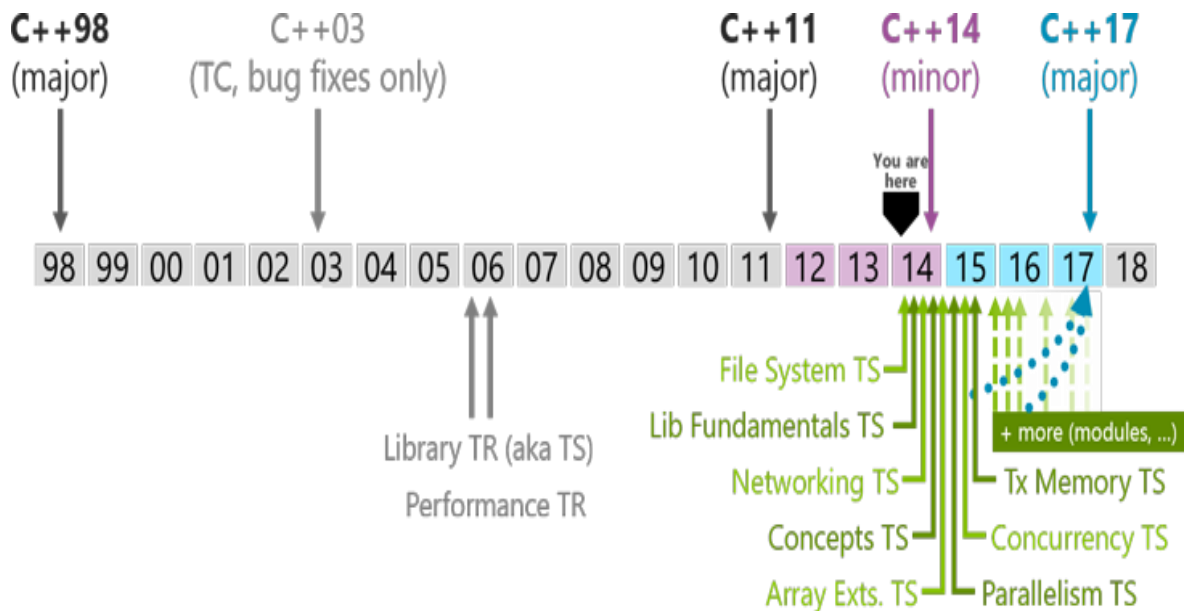 C++98
(major)
C++03
(TC, bug fixes only)
C++11
(major)
C++14
(minor)
C++17
(major)
You are
here
98 99 00 01 02 03 04 05 06 07 08 09 10 11 12 13 14 15 16 17 18
File System TS
Lib Fundamentals TS
+ more (modules, ...)
Library TR (aka TS)
Networking TS
Tx Memory TS
Performance TR
Concepts TS
Concurrency TS
Array Exts. TS
Parallelism TS